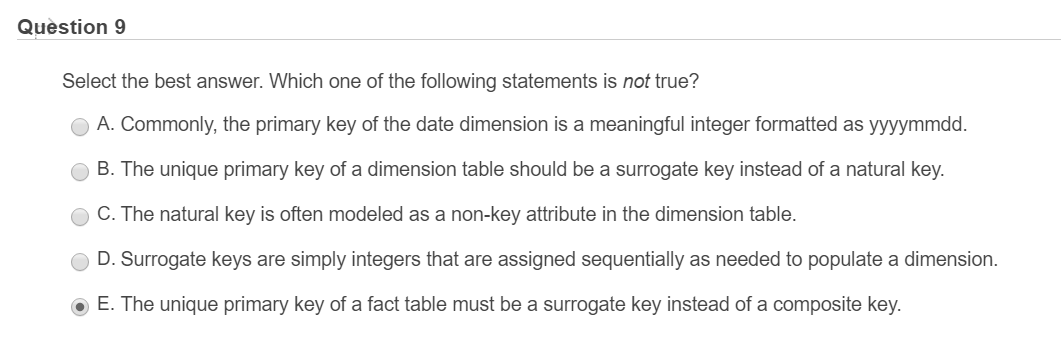 Question 9
Select the best answer. Which one of the following statements is not true?
A. Commonly, the primary key of the date dimension is a meaningful integer formatted as yyyymmdd.
B. The unique primary key of a dimension table should be a surrogate key instead of a natural key.
C. The natural key is often modeled as a non-key attribute in the dimension table.
D. Surrogate keys are simply integers that are assigned sequentially as needed to populate a dimension.
E. The unique primary key of a fact table must be a surrogate key instead of a composite key.